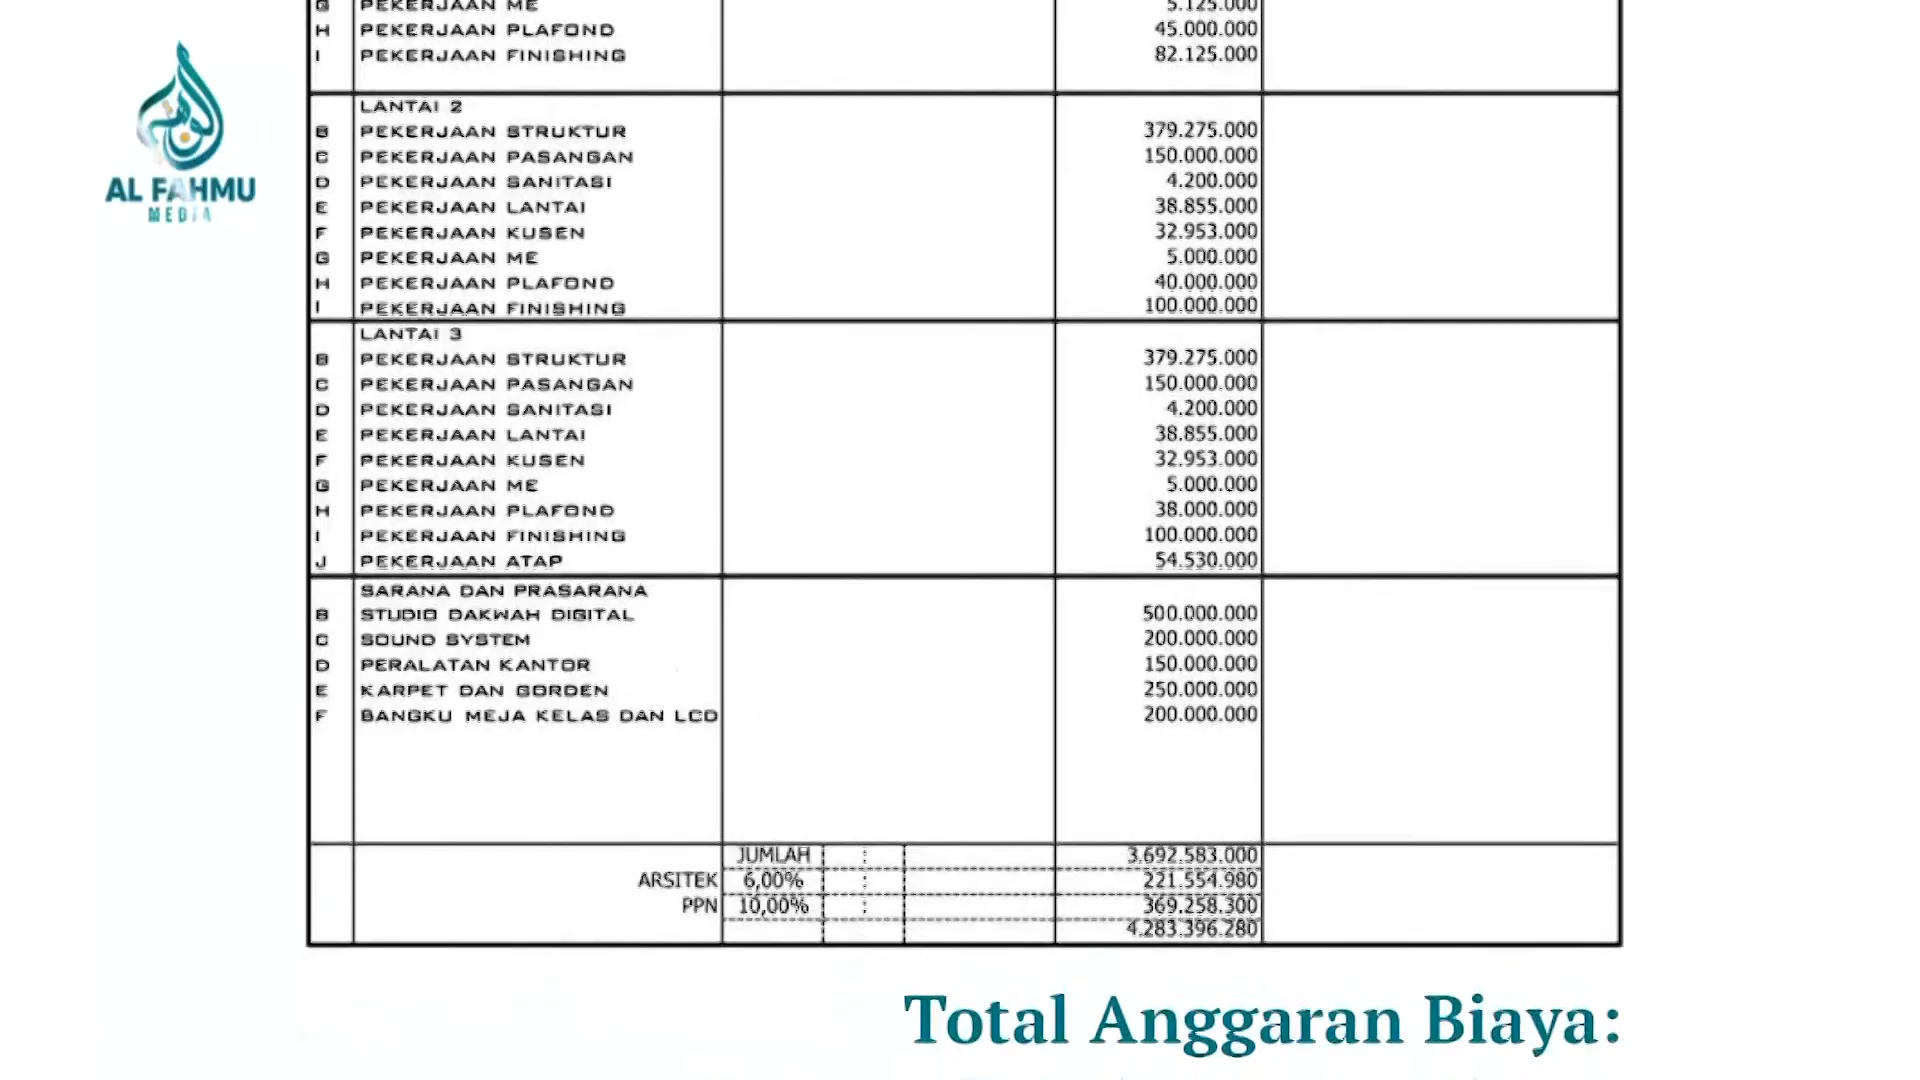 G PEKERJAAN ME 5.125.000
H PEKERJAAN PLAFOND 45.000.000
I PEKERJAAN FINISHING 82.125.000
AL FAHMU
MEDIA
LANTAI 2
B PEKERJAAN STRUKTUR 379.275.000
C PEKERJAAN PASANGAN 150.000.000
D PEKERJAAN SANITASI 4.200.000
E PEKERJAAN LANTAI 38.855.000
F PEKERJAAN KUSEN 32.953.000
G PEKERJAAN ME 5.000.000
H PEKERJAAN PLAFOND 40.000.000
I PEKERJAAN FINISHING 100.000.000
LANTAI 3
B PEKERJAAN STRUKTUR 379.275.000
C PEKERJAAN PASANGAN 150.000.000
D PEKERJAAN SANITASI 4.200.000
E PEKERJAAN LANTAI 38.855.000
F PEKERJAAN KUSEN 32.953.000
G PEKERJAAN ME 5.000.000
H PEKERJAAN PLAFOND 38.000.000
I PEKERJAAN FINISHING 100.000.000
J PEKERJAAN ATAP 54.530.000
SARANA DAN PRASARANA
B STUDIO DAKWAH DIGITAL 500.000.000
C SOUND SYSTEM 200.000.000
D PERALATAN KANTOR 150.000.000
E KARPET DAN GORDEN 250.000.000
F BANGKU MEJA KELAS DAN LCD 200.000.000
JUMLAH : 3.692.583.000
ARSITEK 6,00% : 221.554.980
PPN 10,00% : 369.258.300
4.283.396.280
Total Anggaran Biaya: